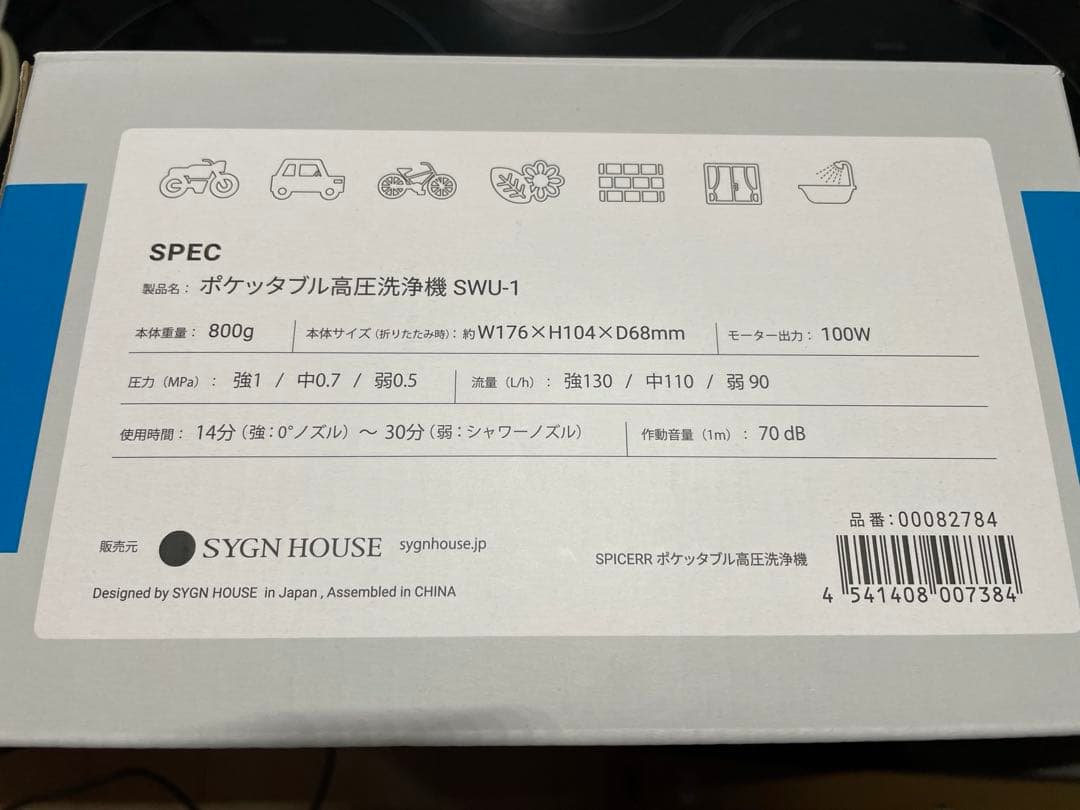 SPEC
製品名： ポケッタブル高圧洗浄機 SWU-1
本体重量： 800g 本体サイズ（折りたたみ時）：約W176×H104×D68mm モーター出力： 100W
圧力（MPa）： 強1 / 中0.7 / 弱0.5 流量（L/h）： 強130 / 中110 / 弱 90
使用時間： 14分（強：0°ノズル）～ 30分（弱：シャワーノズル） 作動音量（1m）： 70 dB
品番：00082784
販売元 SYGN HOUSE sygnhouse.jp
SPICERR ポケッタブル高圧洗浄機
Designed by SYGN HOUSE in Japan , Assembled in CHINA
4 541408 007384